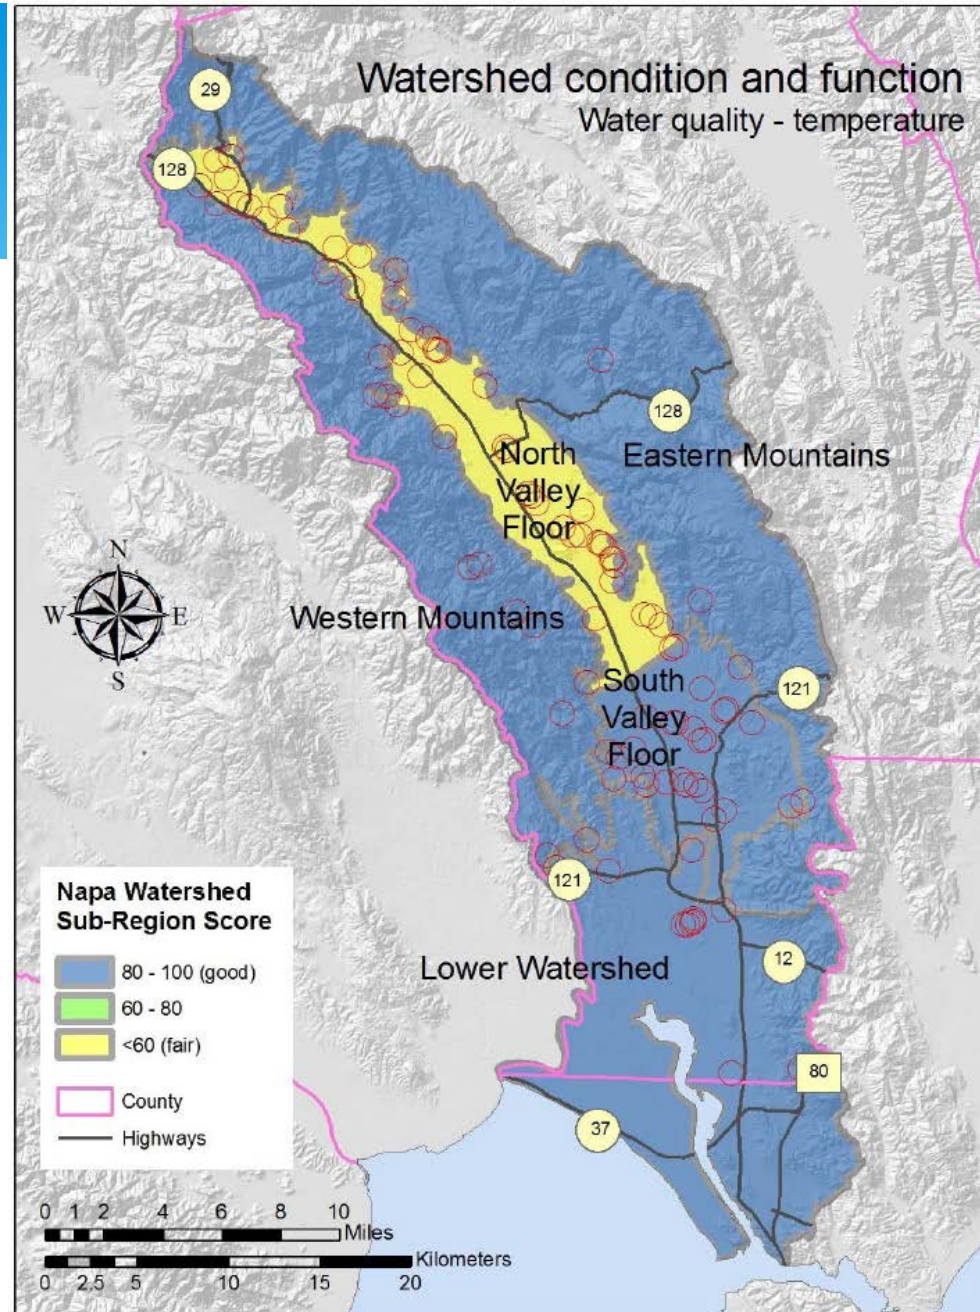 Watershed condition and function
Water quality - temperature
29
128
128
North
Valley
Floor
Eastern Mountains
N
W
E
S
Western Mountains
South
Valley
Floor
121
121
Lower Watershed
12
80
37
Napa Watershed
Sub-Region Score
80 - 100 (good)
60 - 80
<60 (fair)
County
Highways
0 1 2 4 6 8 10
Miles
Kilometers
0 2.5 5 10 15 20